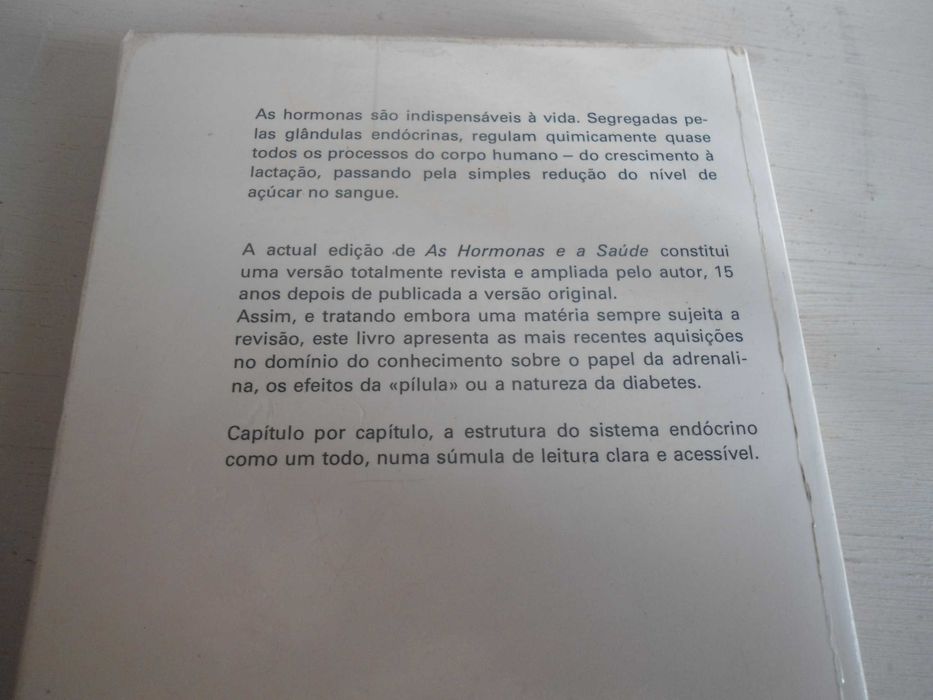 As hormonas são indispensáveis à vida. Segregadas pe-
las glândulas endócrinas, regulam quimicamente quase
todos os processos do corpo humano – do crescimento à
lactação, passando pela simples redução do nível de
açúcar no sangue.
A actual edição de As Hormonas e a Saúde constitui
uma versão totalmente revista e ampliada pelo autor, 15
anos depois de publicada a versão original.
Assim, e tratando embora uma matéria sempre sujeita a
revisão, este livro apresenta as mais recentes aquisições
no domínio do conhecimento sobre o papel da adrenali-
na, os efeitos da «pílula» ou a natureza da diabetes.
Capítulo por capítulo, a estrutura do sistema endócrino
como um todo, numa súmula de leitura clara e acessível.